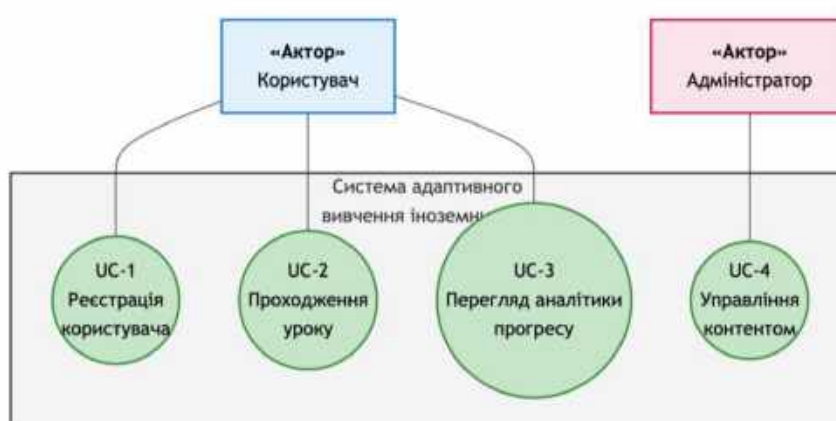 «Актор»
Користувач
«Актор»
Адміністратор
Система адаптивного
вивчення
UC-1
Реєстрація
користувача
UC-2
Проходження
уроку
UC-3
Перегляд аналітики
прогресу
UC-4
Управління
контентом